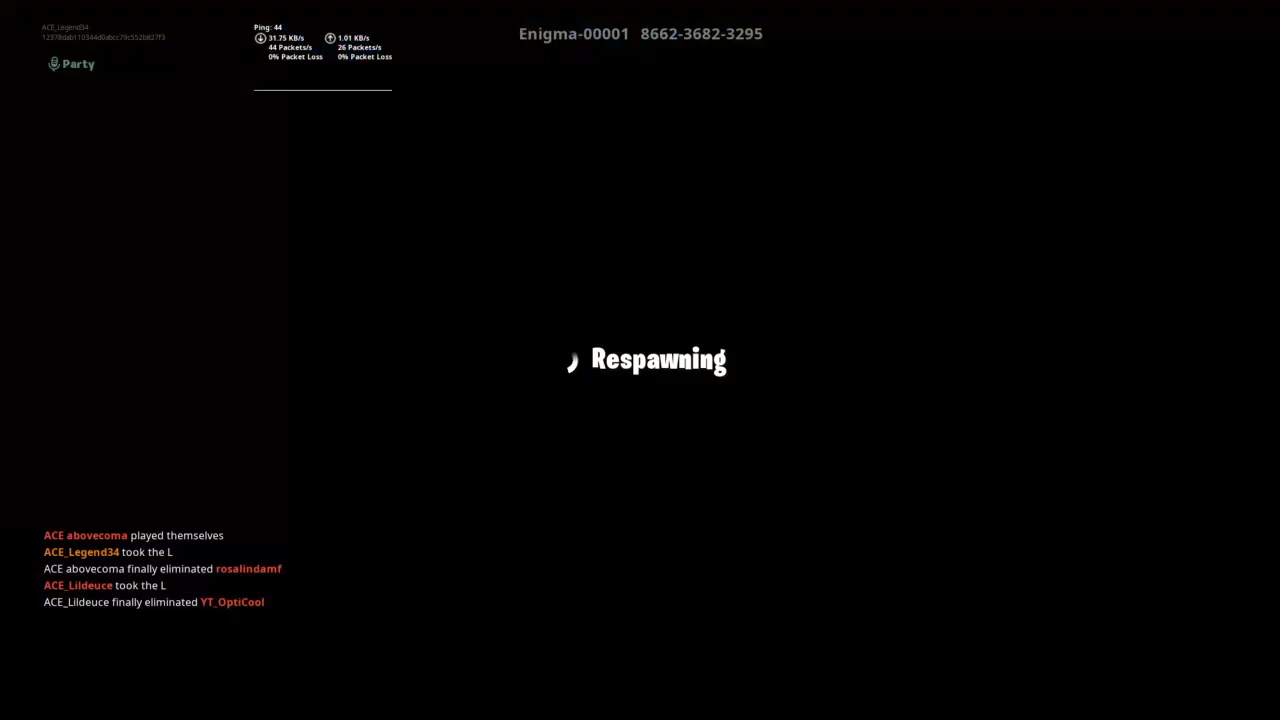 ACE_Legend34
Ping: 44
31.75 KB/s 1.01 KB/s
44 Packets/s 26 Packets/s
0% Packet Loss 0% Packet Loss
Enigma-00001 8662-3682-3295
Party
Respawning
ACE abovecoma played themselves
ACE_Legend34 took the L
ACE abovecoma finally eliminated rosalindamf
ACE_Lildeuce took the L
ACE_Lildeuce finally eliminated YT_OptiCool